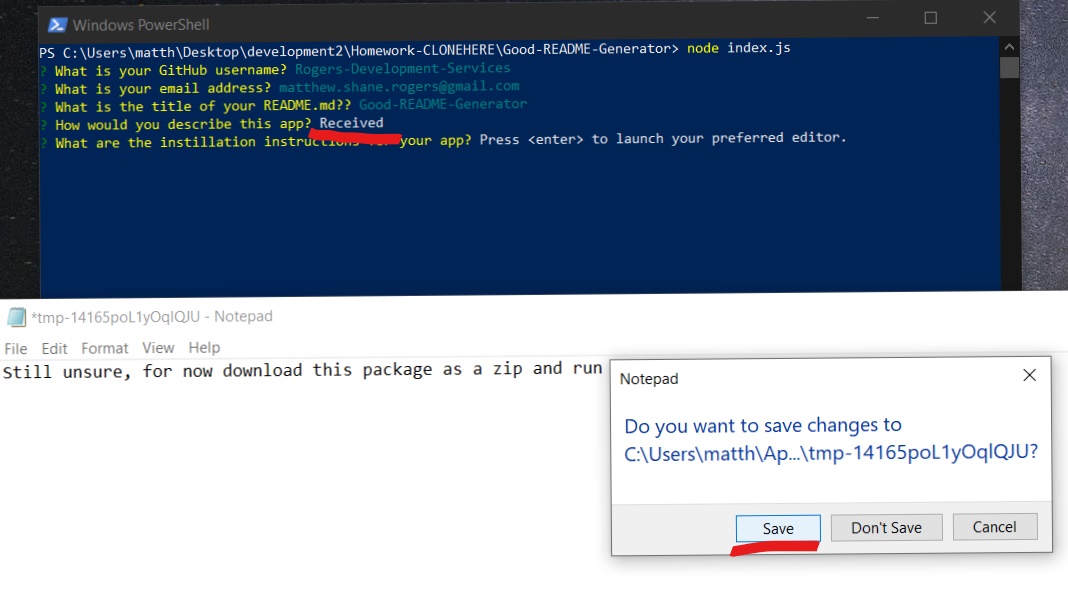 Windows PowerShell
PS C:\Users\matth\Desktop\development2\Homework-CLONEHERE\Good-README-Generator> node index.js
? What is your GitHub username? Rogers-Development-Services
? What is your email address? matthew.shane.rogers@gmail.com
? What is the title of your README.md?? Good-README-Generator
? How would you describe this app? Received
? What are the instillation instructions for your app? Press <enter> to launch your preferred editor.
*tmp-14165poL1yOqlQJU - Notepad
File Edit Format View Help
Still unsure, for now download this package as a zip and run
Notepad
Do you want to save changes to
C:\Users\matth\Ap...\tmp-14165poL1yOqlQJU?
Save Don't Save Cancel